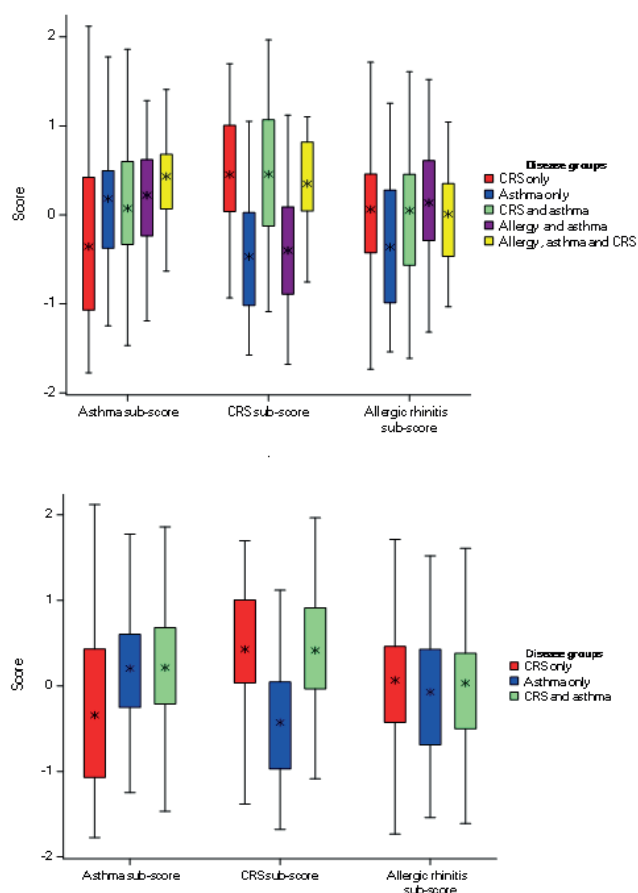 2
1
0
-1
-2
Score
Asthma sub-score
CRS sub-score
Allergic rhinitis
sub-score
Disease groups
CRS only
Asthma only
CRS and asthma
Allergy and asthma
Allergy, asthma and CRS
2
1
0
-1
-2
Score
Asthma sub-score
CRS sub-score
Allergic rhinitis
sub-score
Disease groups
CRS only
Asthma only
CRS and asthma